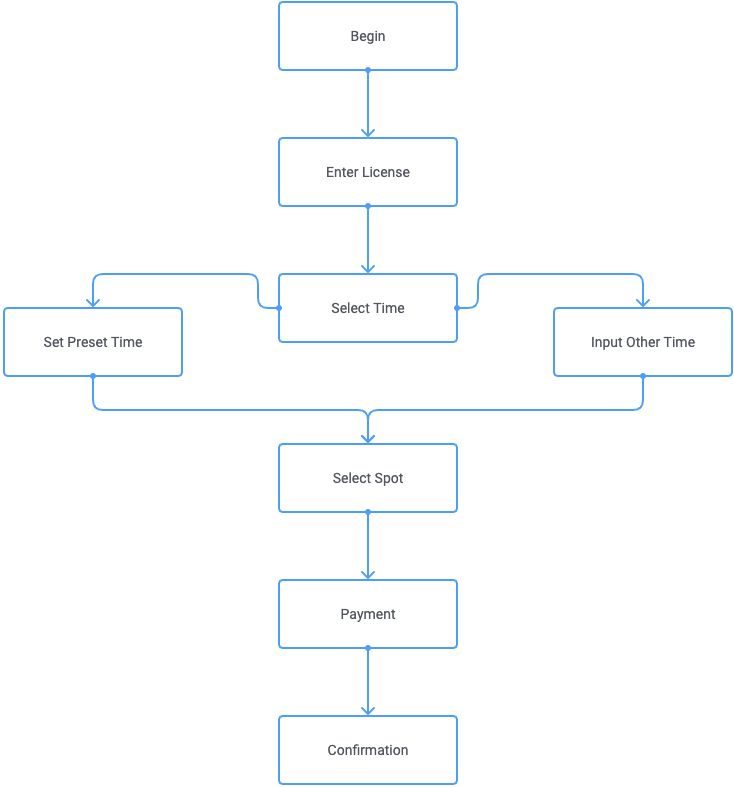 Begin
Enter License
Select Time
Set Preset Time
Input Other Time
Select Spot
Payment
Confirmation